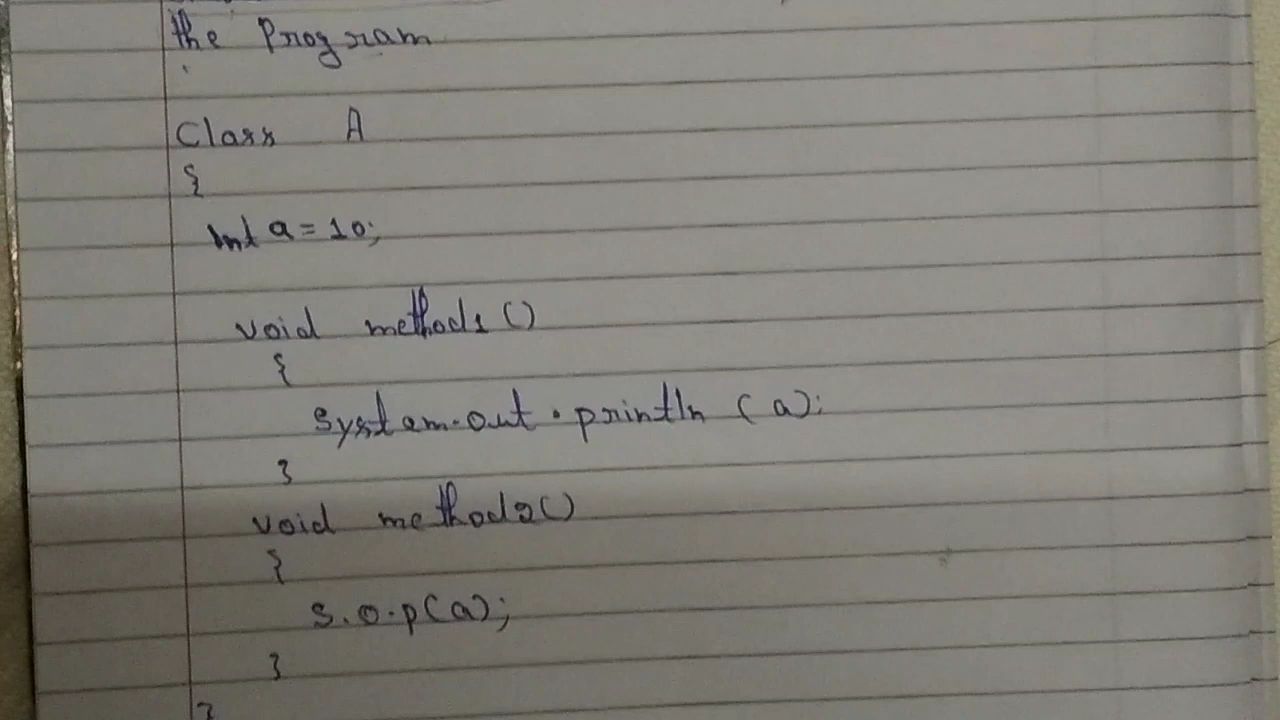 the Program
Class A
{
int a = 10;
void method1 ()
{
system.out.println (a);
}
void method2()
{
s.o.p(a);
}
}